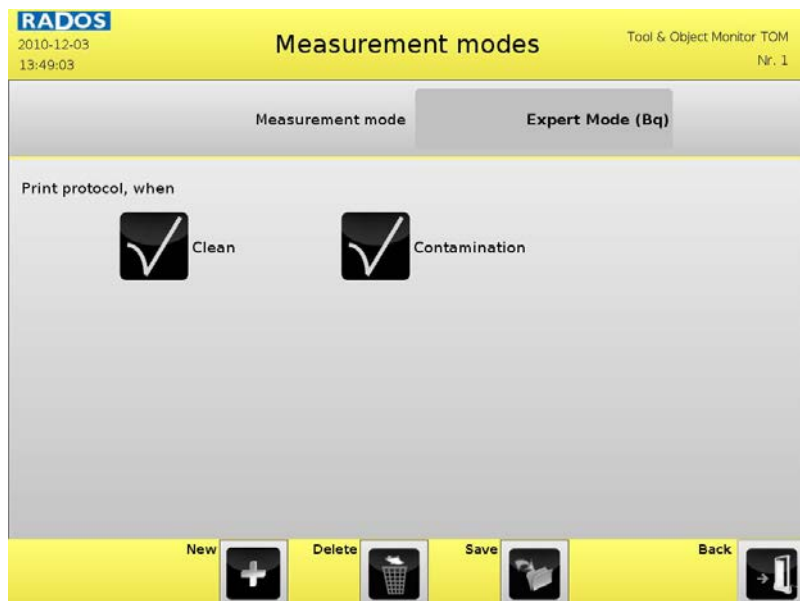 RADOS
2010-12-03
13:49:03
Measurement modes
Tool & Object Monitor TOM
Nr. 1
Measurement mode
Expert Mode (Bq)
Print protocol, when
Clean
Contamination
New
Delete
Save
Back